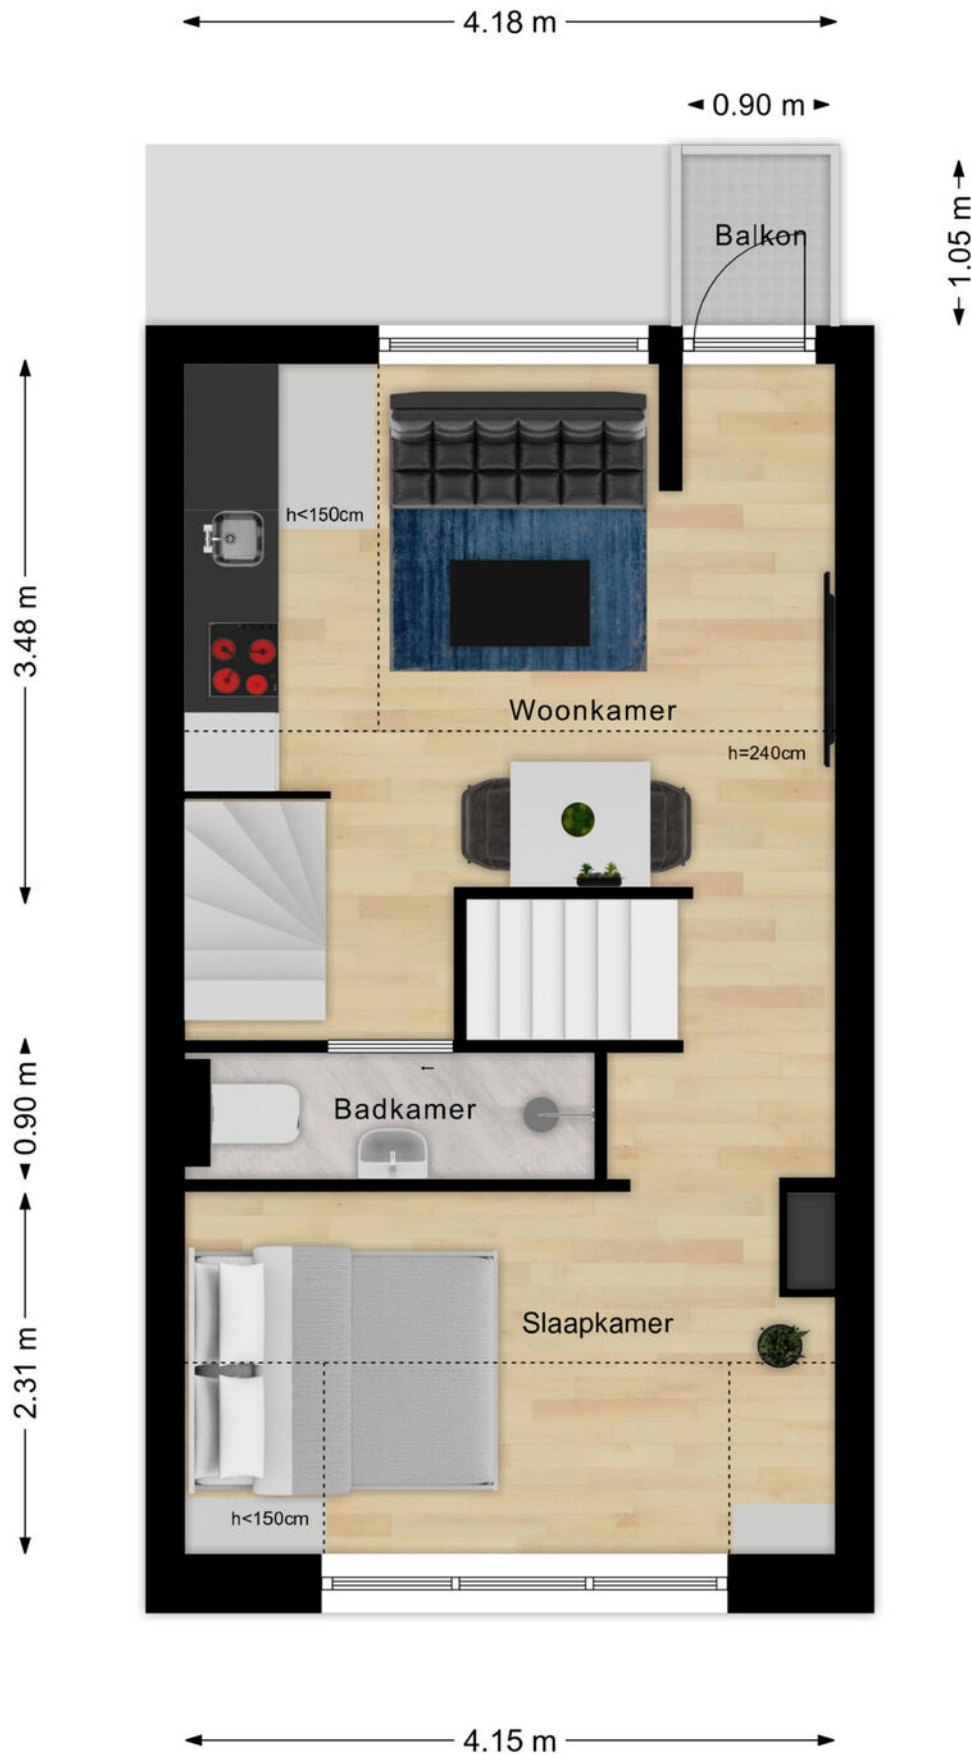 4.18 m
0.90 m
1.05 m
Balkon
h<150cm
3.48 m
Woonkamer
h=240cm
0.90 m
Badkamer
Slaapkamer
2.31 m
h<150cm
4.15 m